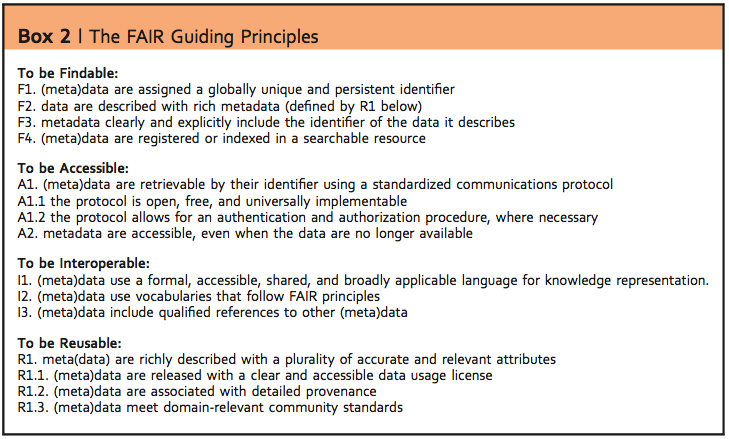 Box 2 | The FAIR Guiding Principles
To be Findable:
F1. (meta)data are assigned a globally unique and persistent identifier
F2. data are described with rich metadata (defined by R1 below)
F3. metadata clearly and explicitly include the identifier of the data it describes
F4. (meta)data are registered or indexed in a searchable resource
To be Accessible:
A1. (meta)data are retrievable by their identifier using a standardized communications protocol
A1.1 the protocol is open, free, and universally implementable
A1.2 the protocol allows for an authentication and authorization procedure, where necessary
A2. metadata are accessible, even when the data are no longer available
To be Interoperable:
I1. (meta)data use a formal, accessible, shared, and broadly applicable language for knowledge representation.
I2. (meta)data use vocabularies that follow FAIR principles
I3. (meta)data include qualified references to other (meta)data
To be Reusable:
R1. meta(data) are richly described with a plurality of accurate and relevant attributes
R1.1. (meta)data are released with a clear and accessible data usage license
R1.2. (meta)data are associated with detailed provenance
R1.3. (meta)data meet domain-relevant community standards